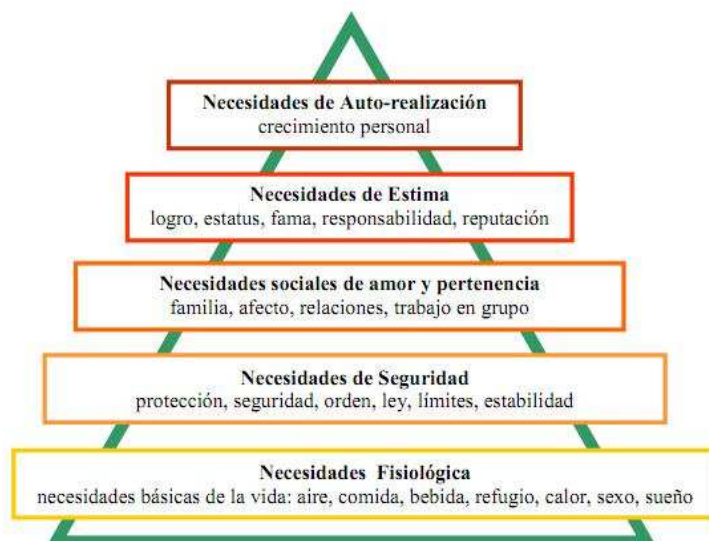 Necesidades de Auto-realización
crecimiento personal
Necesidades de Estima
logro, estatus, fama, responsabilidad, reputación
Necesidades sociales de amor y pertenencia
familia, afecto, relaciones, trabajo en grupo
Necesidades de Seguridad
protección, seguridad, orden, ley, límites, estabilidad
Necesidades Fisiológica
necesidades básicas de la vida: aire, comida, bebida, refugio, calor, sexo, sueño